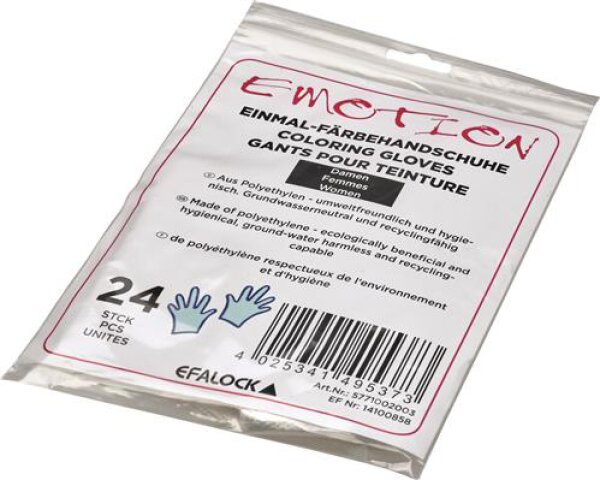 EMOTION
EINMAL-FÄRBEHANDSCHUHE
COLORING GLOVES
GANTS POUR TEINTURE
Damen
Femmes
Women
Aus Polyethylen - umweltfreundlich und hygie-
nisch. Grundwasserneutral und recyclingfähig
Made of polyethylene - ecologically beneficial and
hygienical, ground-water harmless and recycling-
capable
de polyéthylène respectueux de l'environnement
et d'hygiène
24
STCK
PCS
UNITES
4 025341 495373
Art.Nr.: 5771002003
EF Nr.: 14100858
EFALOCK